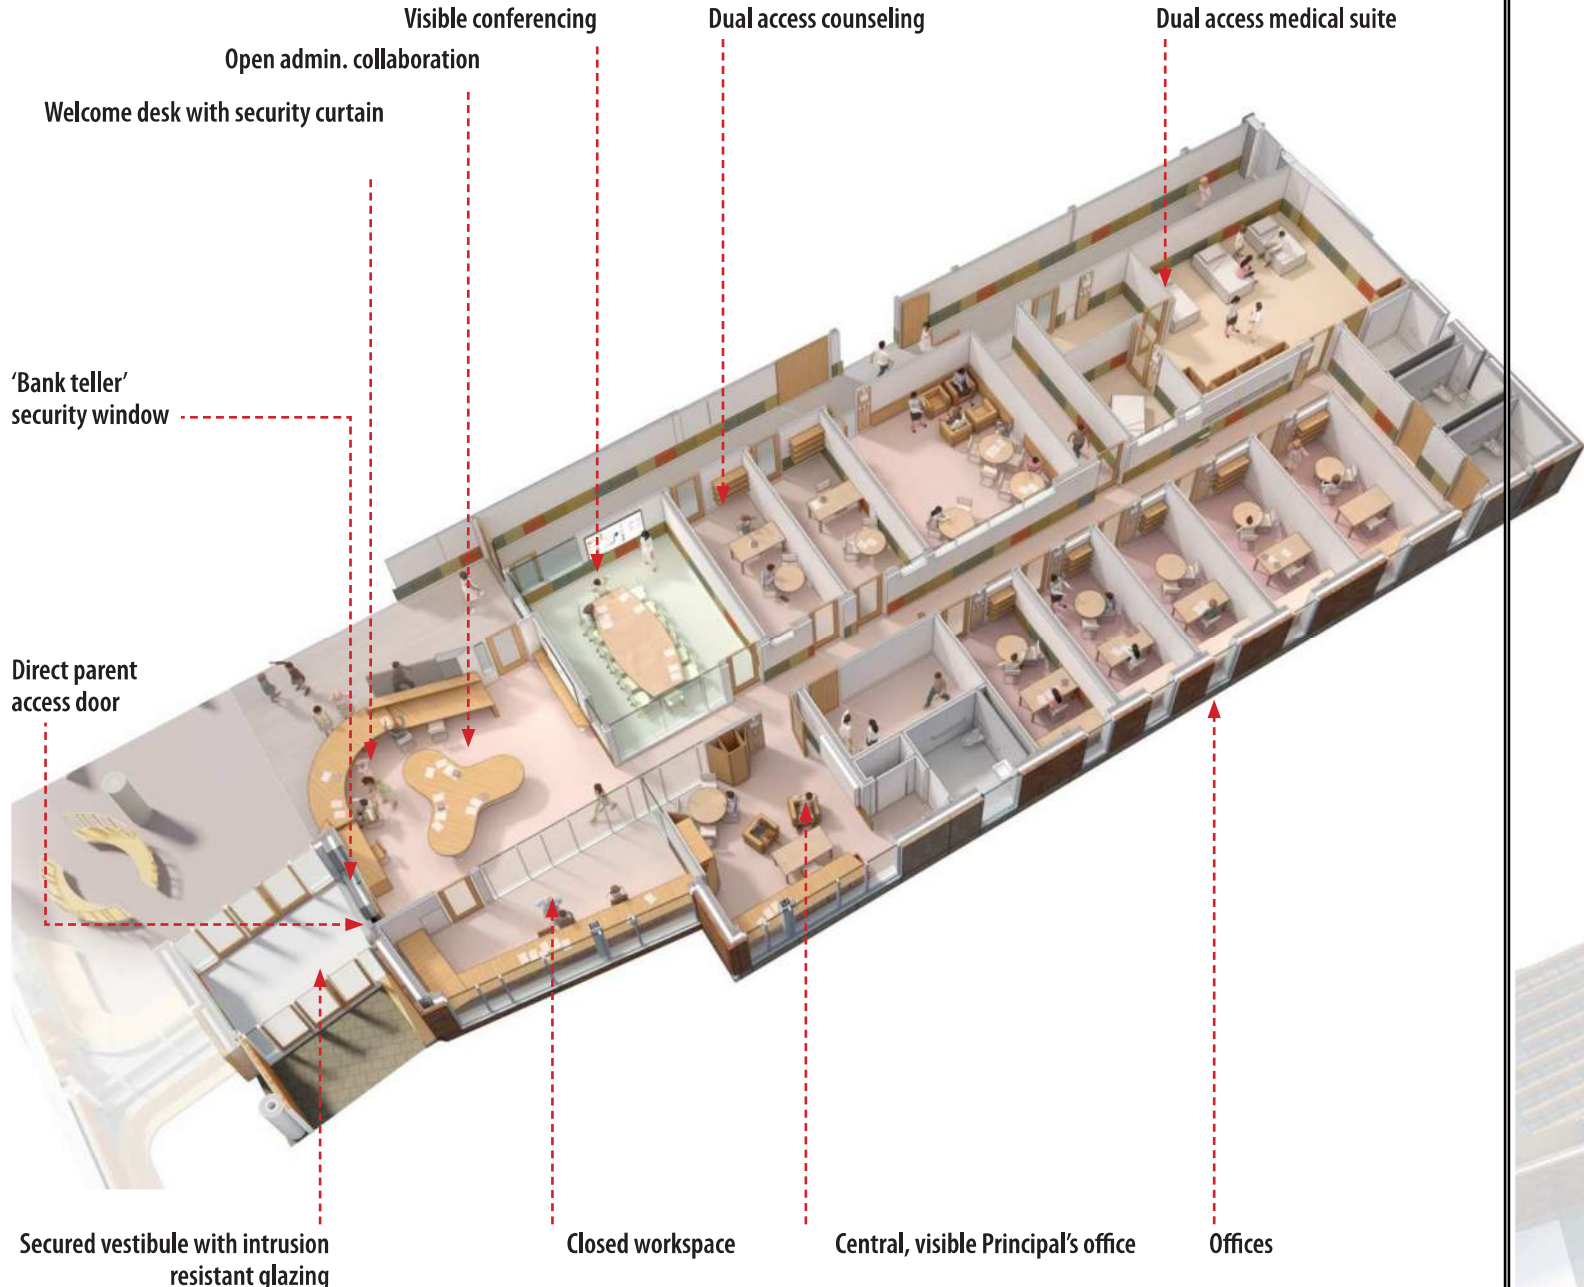 Visible conferencing
Dual access counseling
Dual access medical suite
Open admin. collaboration
Welcome desk with security curtain
‘Bank teller’
security window
Direct parent
access door
Secured vestibule with intrusion
resistant glazing
Closed workspace
Central, visible Principal’s office
Offices